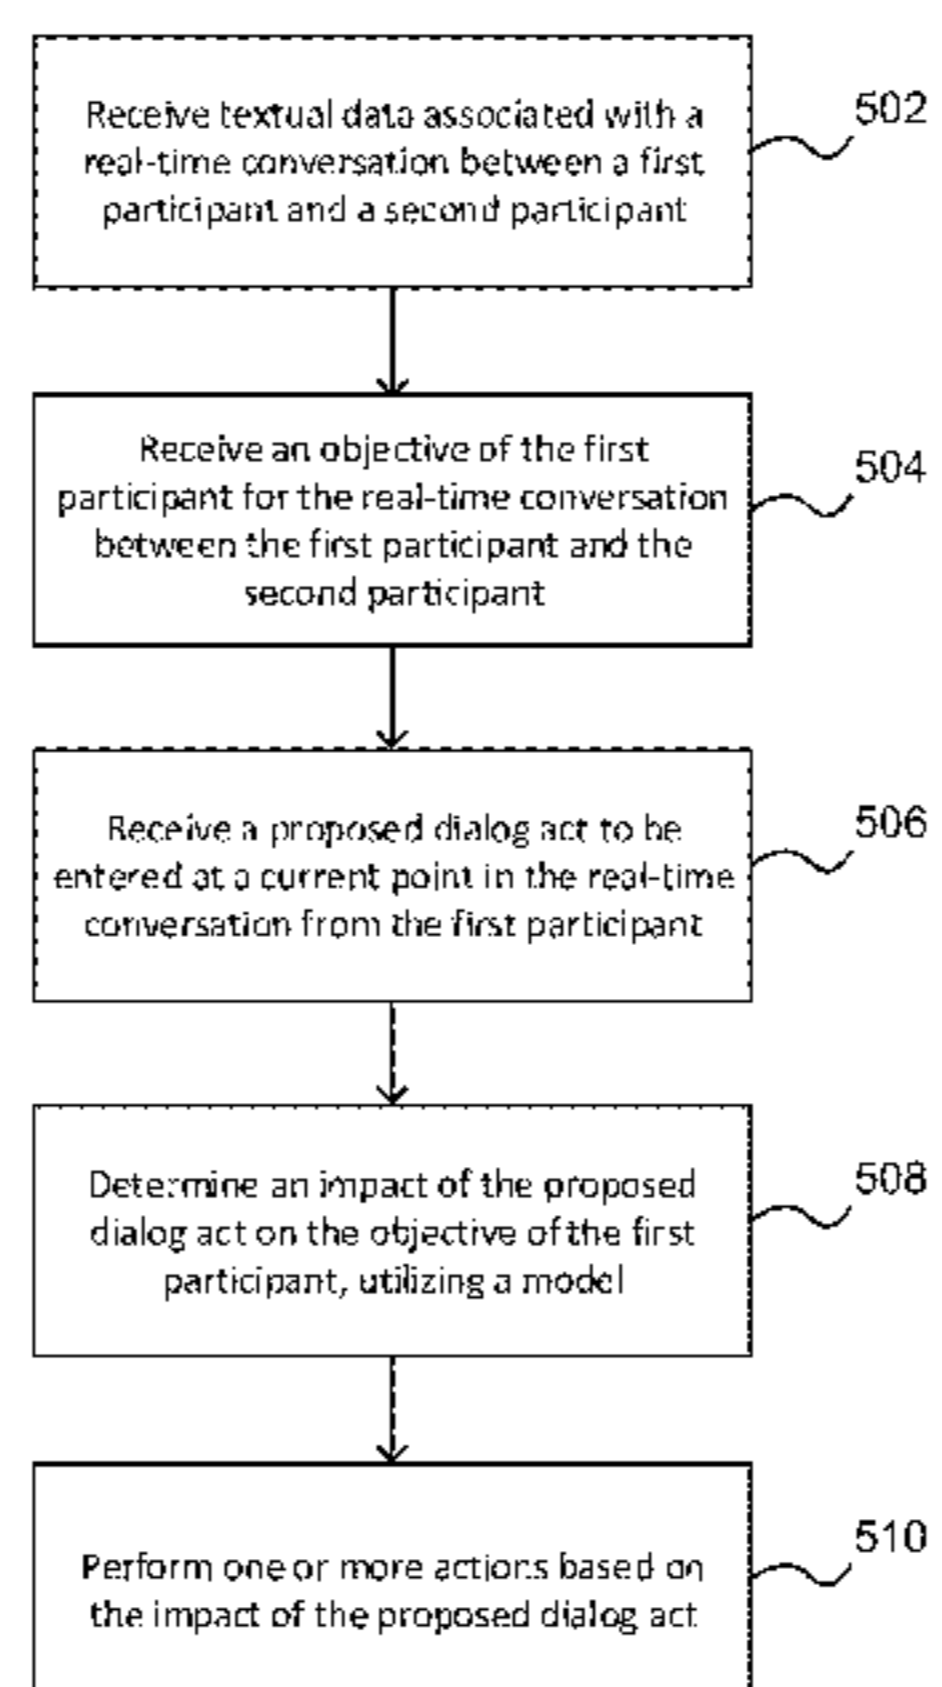 Receive textual data associated with a
real-time conversation between a first
participant and a second participant
502
Receive an objective of the first
participant for the real-time conversation
between the first participant and the
second participant
504
Receive a proposed dialog act to be
entered at a current point in the real-time
conversation from the first participant
506
Determine an impact of the proposed
dialog act on the objective of the first
participant, utilizing a model
508
Perform one or more actions based on
the impact of the proposed dialog act
510